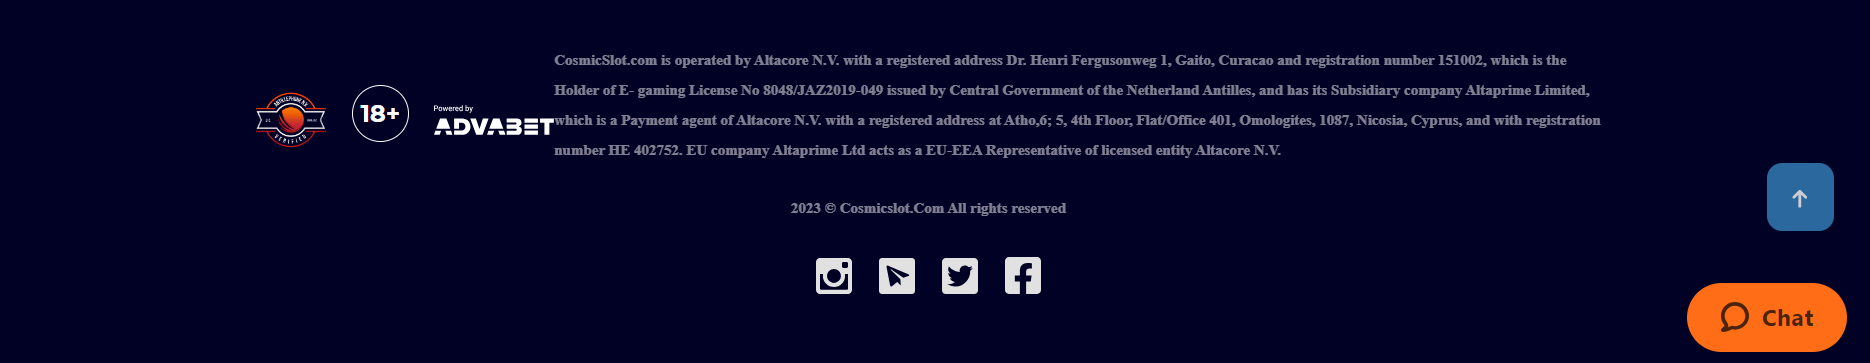 CosmicSlot.com is operated by Altacore N.V. with a registered address Dr. Henri Fergusonweg 1, Gaito, Curacao and registration number 151002, which is the
Holder of E- gaming License No 8048/JAZ2019-049 issued by Central Government of the Netherland Antilles, and has its Subsidiary company Altaprime Limited,
which is a Payment agent of Altacore N.V. with a registered address at Atho,6; 5, 4th Floor, Flat/Office 401, Omologites, 1087, Nicosia, Cyprus, and with registration
number HE 402752. EU company Altaprime Ltd acts as a EU-EEA Representative of licensed entity Altacore N.V.
VERIFIED
18+
Powered by
ADVABET
2023 © Cosmicslot.Com All rights reserved
Chat